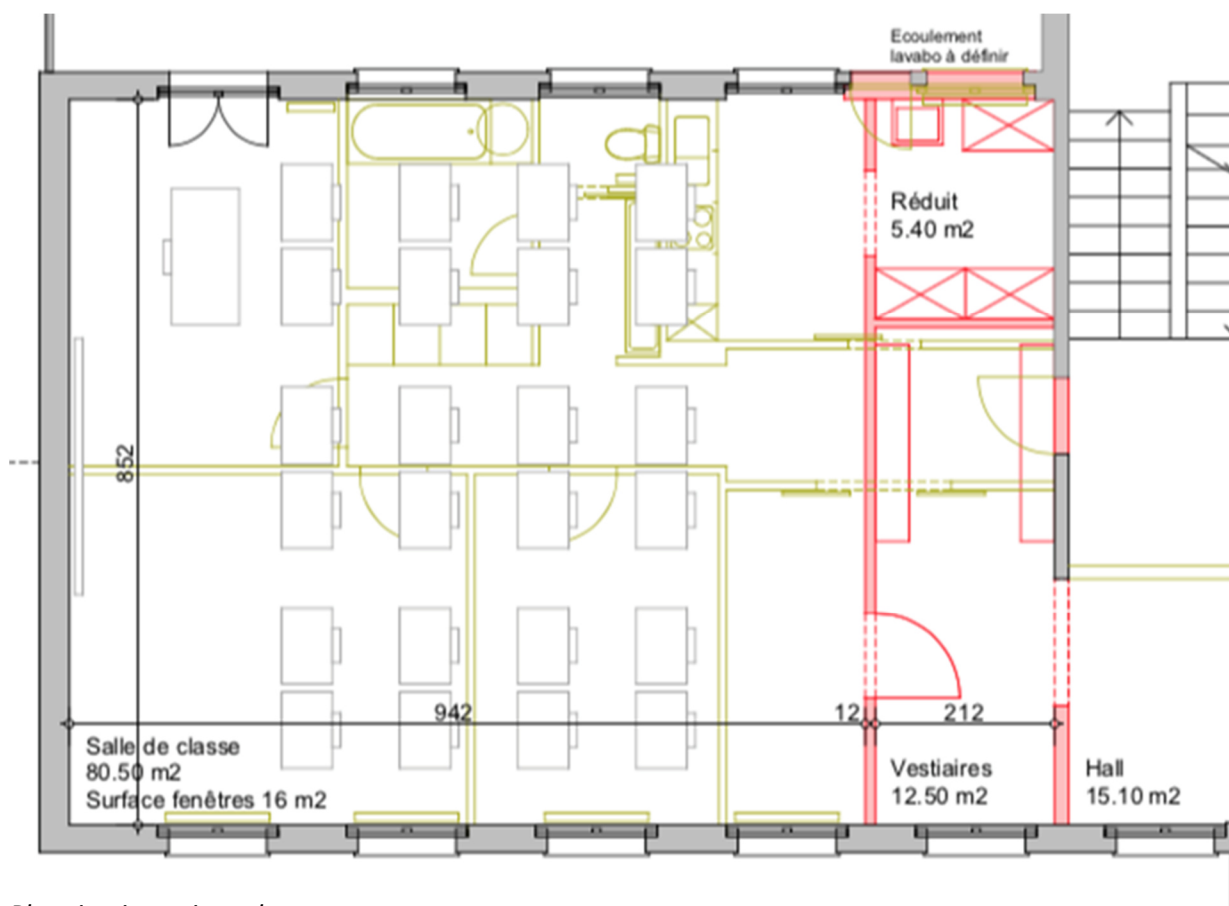 Ecoulement
lavabo à définir
Réduit
5.40 m2
852
942
12
212
Salle de classe
80.50 m2
Surface fenêtres 16 m2
Vestiaires
12.50 m2
Hall
15.10 m2